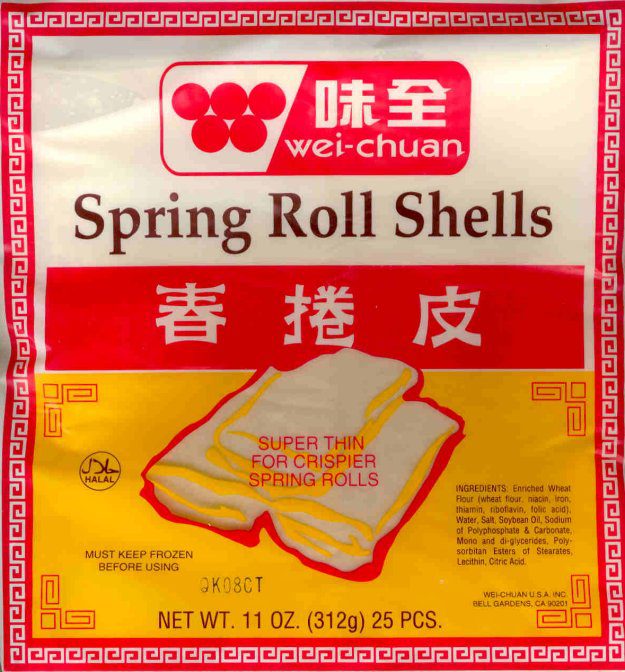 味全
wei-chuan
Spring Roll Shells
春捲皮
SUPER THIN
FOR CRISPIER
SPRING ROLLS
حلال
HALAL
INGREDIENTS: Enriched Wheat
Flour (wheat flour, niacin, iron,
thiamin, riboflavin, folic acid),
Water, Salt, Soybean Oil, Sodium
of Polyphosphate & Carbonate,
Mono and di-glycerides, Poly-
sorbitan Esters of Stearates,
Lecithin, Citric Acid.
MUST KEEP FROZEN
BEFORE USING
2K08CT
WEI-CHUAN U.S.A. INC.
BELL GARDENS, CA 90201
NET WT. 11 OZ. (312g) 25 PCS.